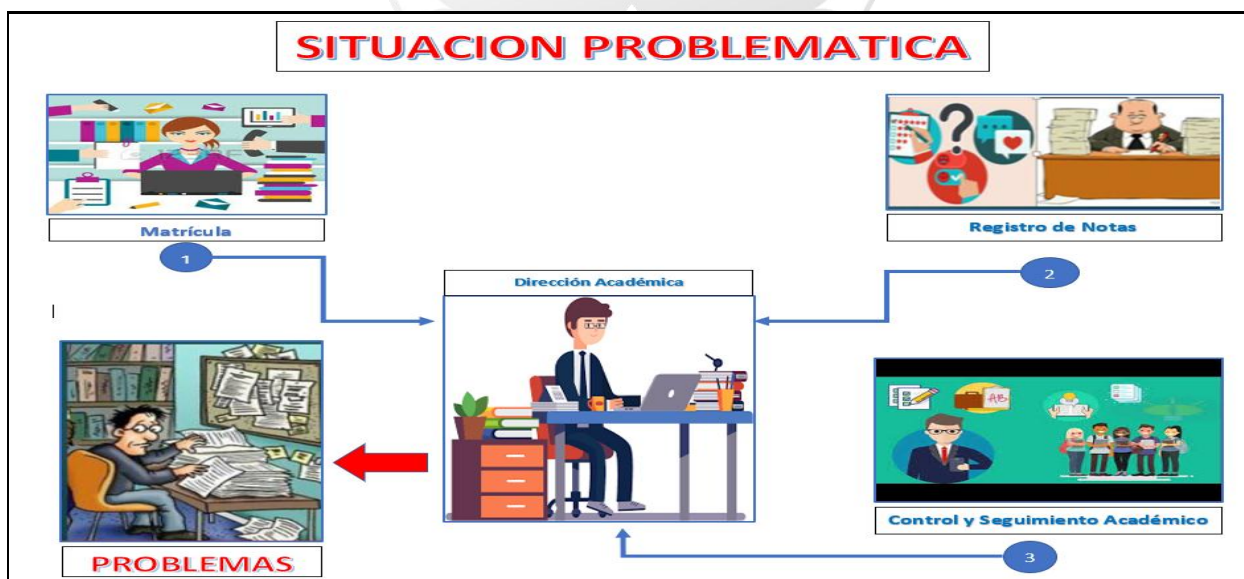 SITUACION PROBLEMATICA
Matrícula
1
Registro de Notas
2
Dirección Académica
Control y Seguimiento Académico
3
PROBLEMAS